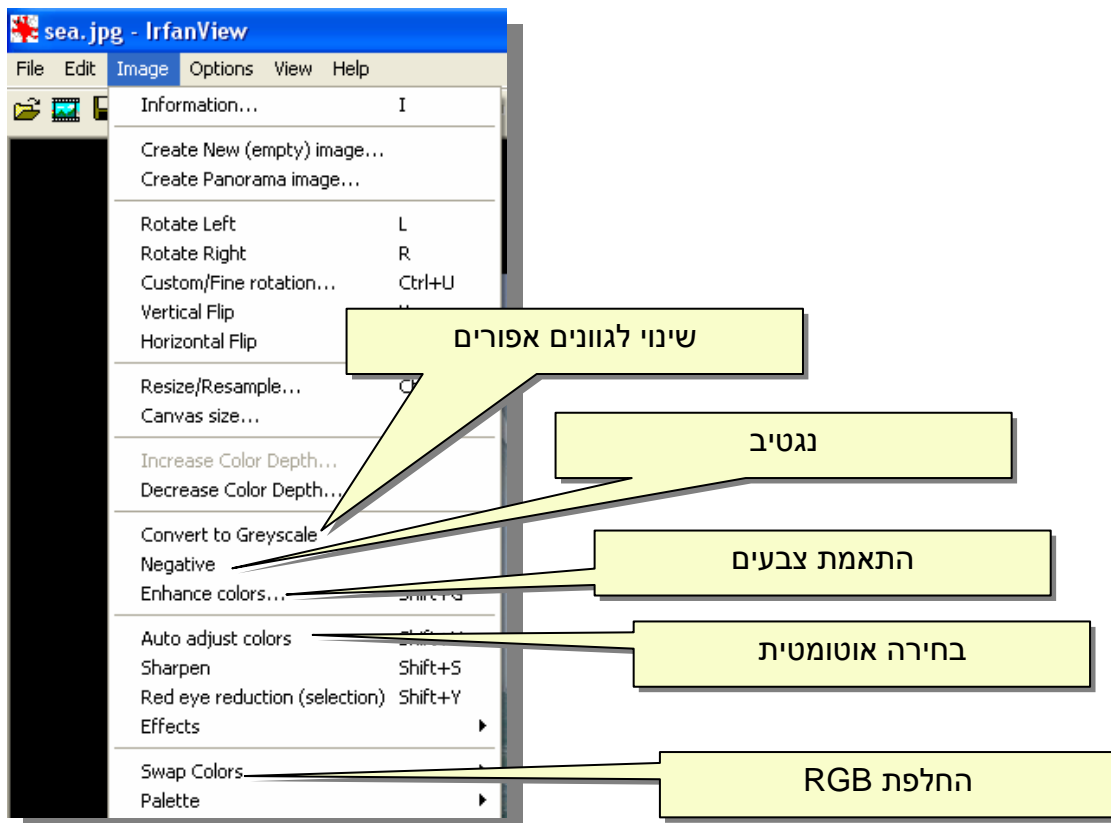 sea.jpg - IrfanView
File Edit Image Options View Help
Information... I
Create New (empty) image...
Create Panorama image...
Rotate Left L
Rotate Right R
Custom/Fine rotation... Ctrl+U
Vertical Flip
Horizontal Flip
שינוי לגוונים אפורים
Resize/Resample...
Canvas size...
נגטיב
Increase Color Depth...
Decrease Color Depth...
Convert to Greyscale
Negative
התאמת צבעים
Enhance colors...
Auto adjust colors
בחירה אוטומטית
Sharpen Shift+S
Red eye reduction (selection) Shift+Y
Effects
Swap Colors
החלפת RGB
Palette